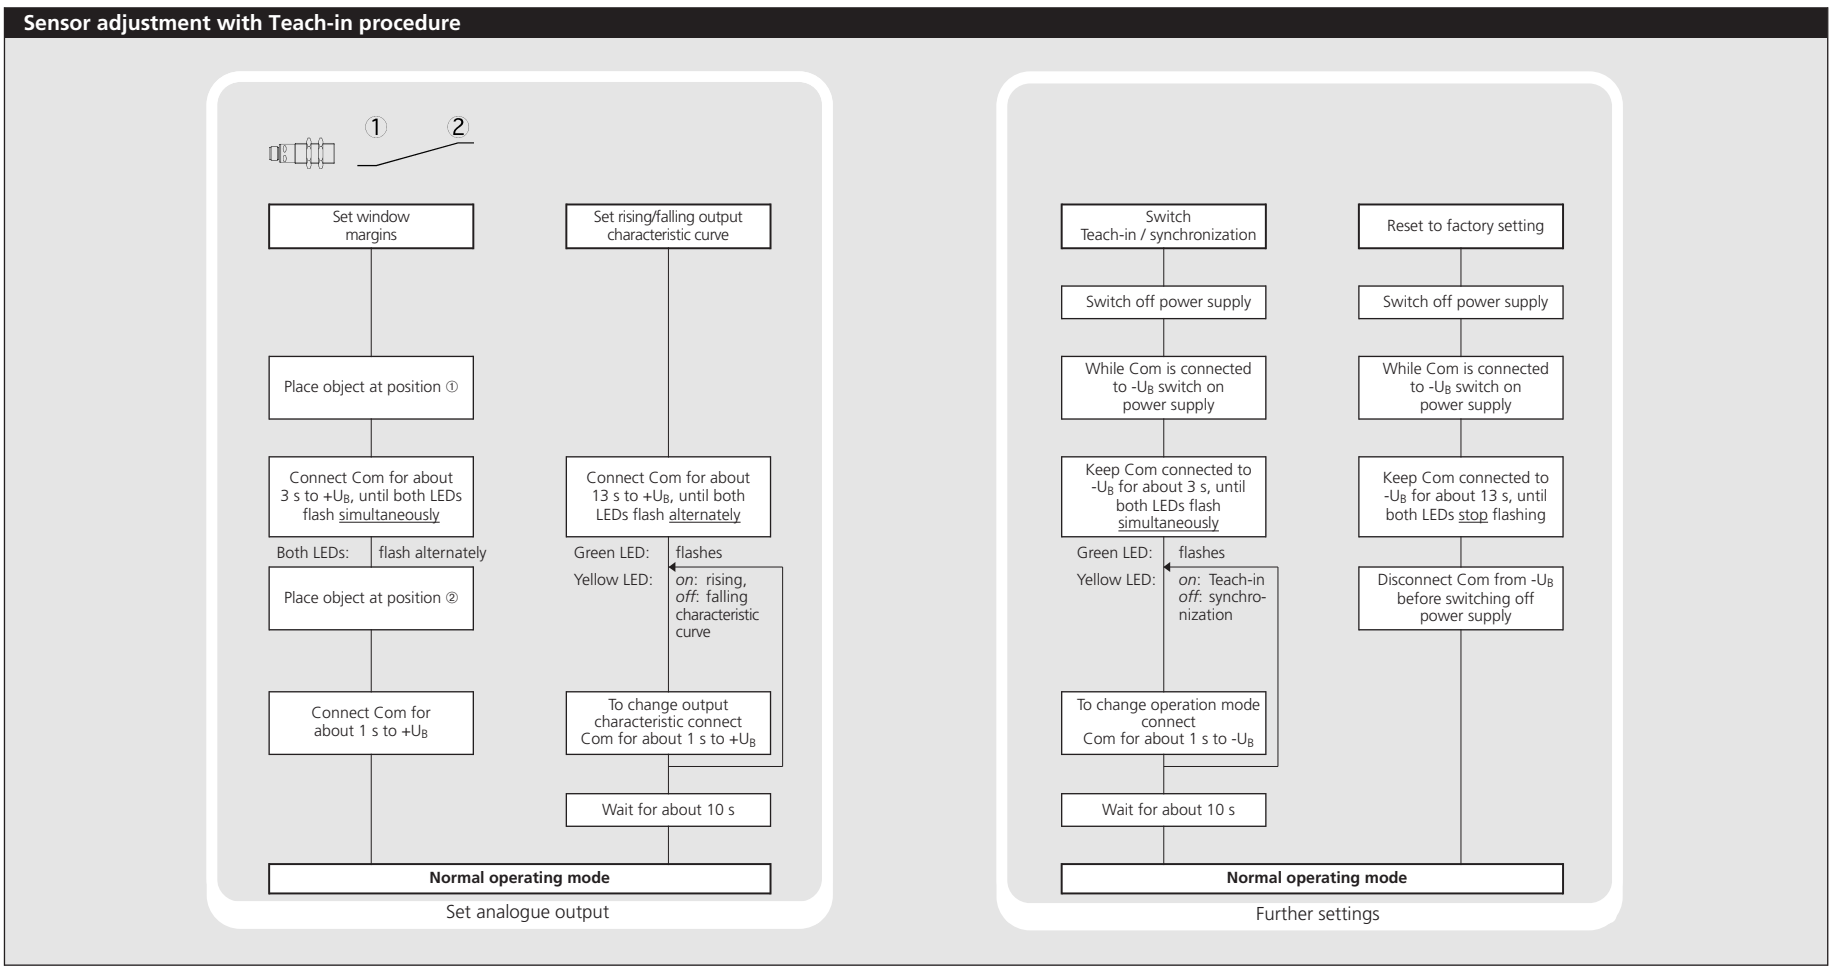 Sensor adjustment with Teach-in procedure
① ②
Set window
margins
Place object at position ①
Connect Com for about
3 s to +UB, until both LEDs
flash simultaneously
Both LEDs: flash alternately
Place object at position ②
Connect Com for
about 1 s to +UB
Set rising/falling output
characteristic curve
Connect Com for about
13 s to +UB, until both
LEDs flash alternately
Green LED: flashes
Yellow LED: on: rising,
off: falling
characteristic
curve
To change output
characteristic connect
Com for about 1 s to +UB
Wait for about 10 s
Normal operating mode
Set analogue output
Switch
Teach-in / synchronization
Switch off power supply
While Com is connected
to -UB switch on
power supply
Keep Com connected to
-UB for about 3 s, until
both LEDs flash
simultaneously
Green LED: flashes
Yellow LED: on: Teach-in
off: synchro-
nization
To change operation mode
connect
Com for about 1 s to -UB
Wait for about 10 s
Reset to factory setting
Switch off power supply
While Com is connected
to -UB switch on
power supply
Keep Com connected to
-UB for about 13 s, until
both LEDs stop flashing
Disconnect Com from -UB
before switching off
power supply
Normal operating mode
Further settings